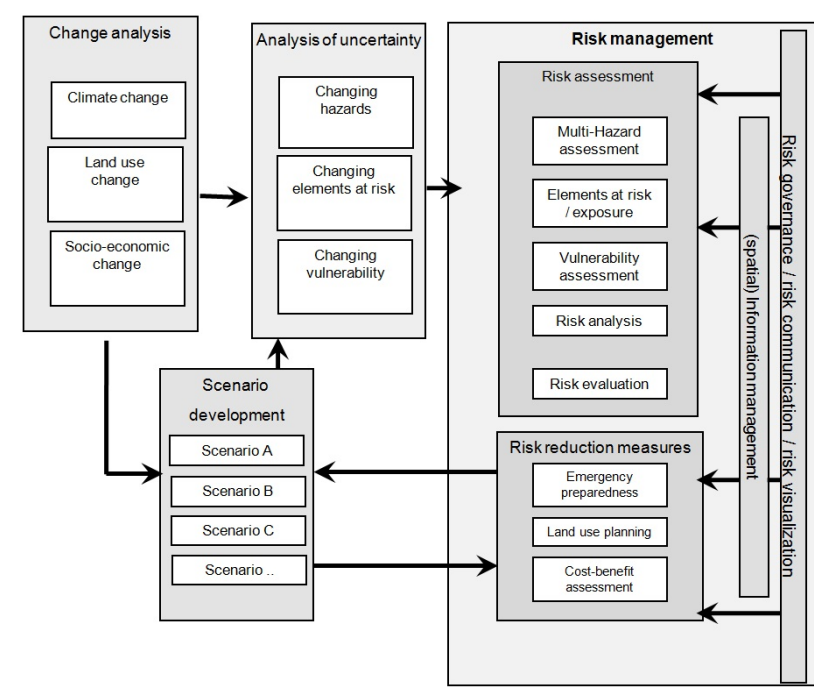 Change analysis
Climate change
Land use
change
Socio-economic
change
Analysis of uncertainty
Changing
hazards
Changing
elements at risk
Changing
vulnerability
Scenario
development
Scenario A
Scenario B
Scenario C
Scenario ..
Risk management
Risk assessment
Multi-Hazard
assessment
Elements at risk
/ exposure
Vulnerability
assessment
Risk analysis
Risk evaluation
Risk reduction measures
Emergency
preparedness
Land use planning
Cost-benefit
assessment
(spatial) Information management
Risk governance / risk communication / risk visualization